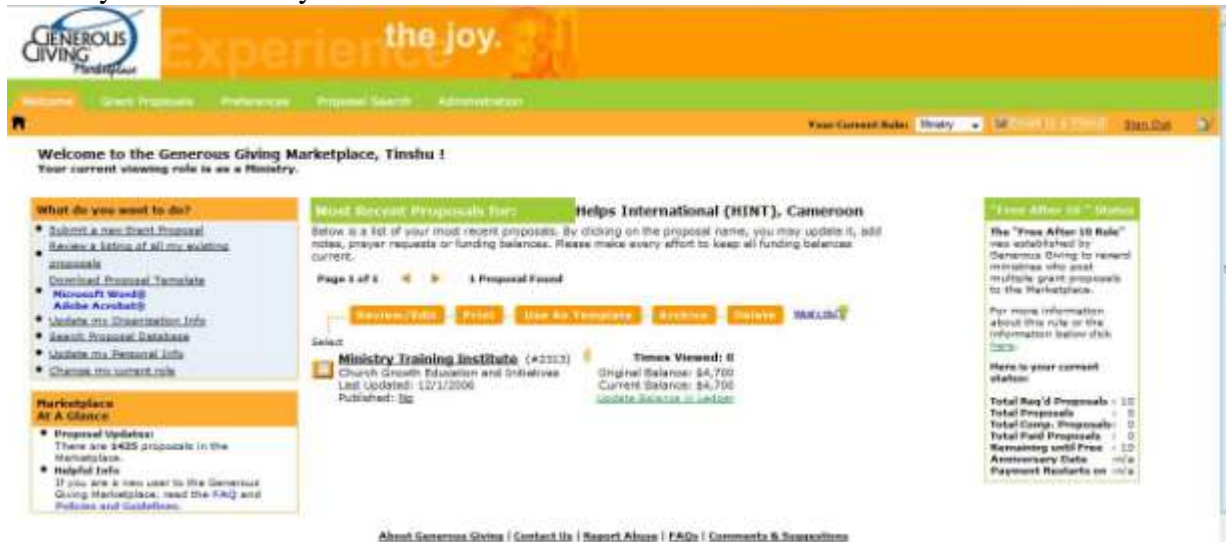 GENEROUS
GIVING
Marketplace
Experience
the joy.
Welcome Grant Proposals Preferences Proposal Search Administration
Your Current Role: Ministry Sign Out
Welcome to the Generous Giving Marketplace, Tinshu !
Your current viewing role is as a Ministry.
What do you want to do?
Submit a new Grant Proposal
Review a listing of all my existing
proposals
Download Proposal Template
Microsoft Word®
Adobe Acrobat®
Update my Organization Info
Search Proposal Database
Update my Personal Info
Change my current role
Marketplace
At A Glance
Proposal Updates:
There are 1425 proposals in the
Marketplace.
Helpful Info
If you are a new user to the Generous
Giving Marketplace, read the FAQ and
Policies and Guidelines.
Most Recent Proposals for: Helps International (HINT), Cameroon
Below is a list of your most recent proposals. By clicking on the proposal name, you may update it, add
notes, prayer requests or funding balances. Please make every effort to keep all funding balances
current.
Page 1 of 1 1 Proposal Found
Review/Edit Print Use As Template Archive Delete
Select
Ministry Training Institute (#2313) Times Viewed: 0
Church Growth Education and Initiatives Original Balance: $4,700
Last Updated: 12/1/2006 Current Balance: $4,700
Published: No Update Balance in Ledger
"Free After 10" Status
The "Free After 10 Rule"
was established by
Generous Giving to reward
ministries who post
multiple grant proposals
to the Marketplace.
For more information
about this rule or the
information below click
here.
Here is your current
status:
Total Req'd Proposals : 10
Total Proposals : 0
Total Comp. Proposals: 0
Total Paid Proposals : 0
Remaining until Free : 10
Anniversary Date n/a
Payment Restarts on n/a
About Generous Giving | Contact Us | Report Abuse | FAQs | Comments & Suggestions